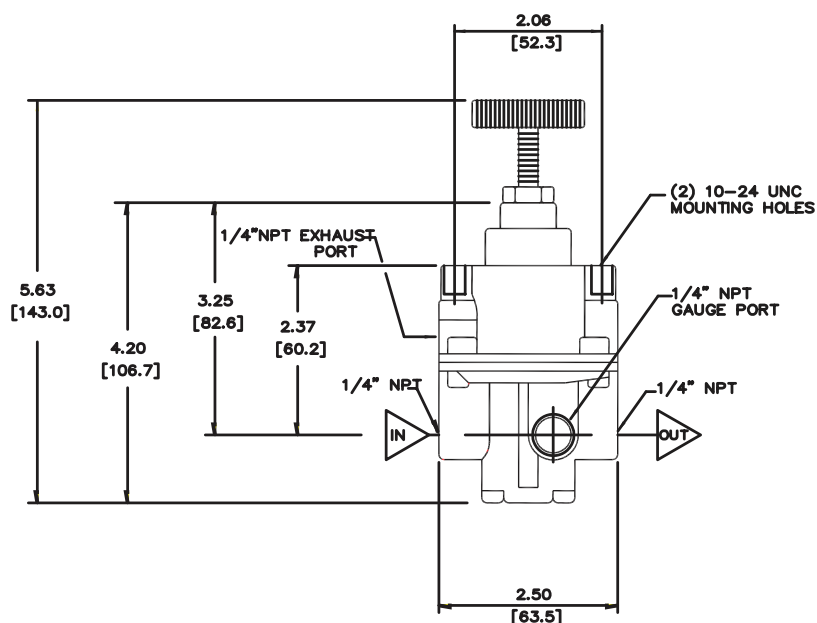 2.06
[52.3]
(2) 10-24 UNC
MOUNTING HOLES
1/4"NPT EXHAUST
PORT
5.63
[143.0]
3.25
[82.6]
1/4" NPT
GAUGE PORT
2.37
[60.2]
4.20
[106.7]
1/4" NPT
1/4" NPT
IN
OUT
2.50
[63.5]